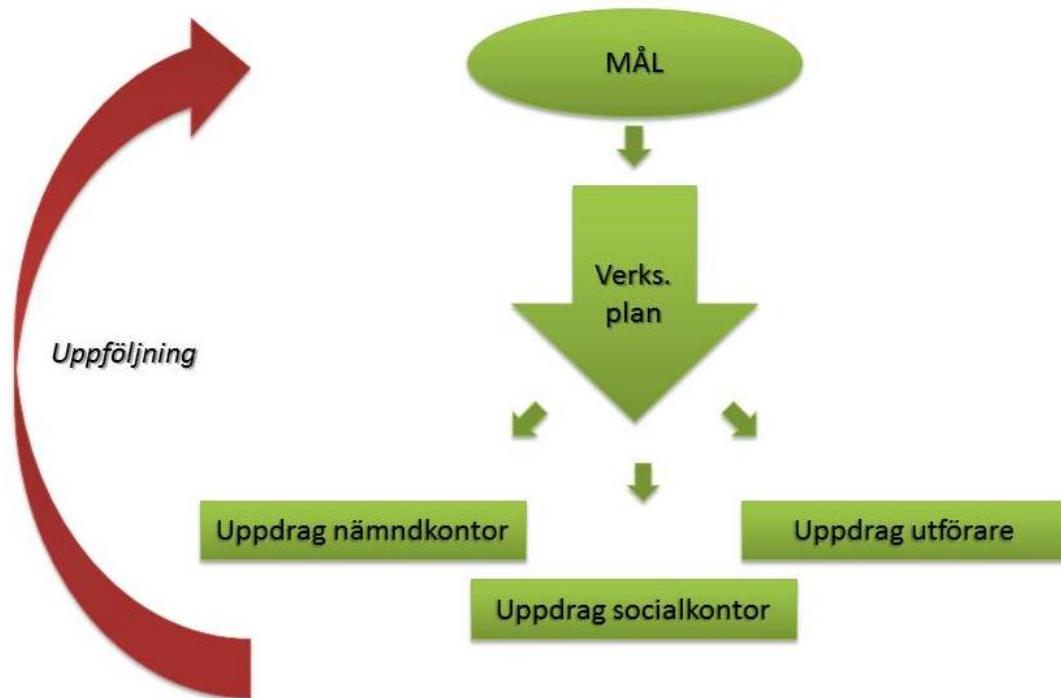 MÅL
Verks.
plan
Uppföljning
Uppdrag nämndkontor
Uppdrag utförare
Uppdrag socialkontor